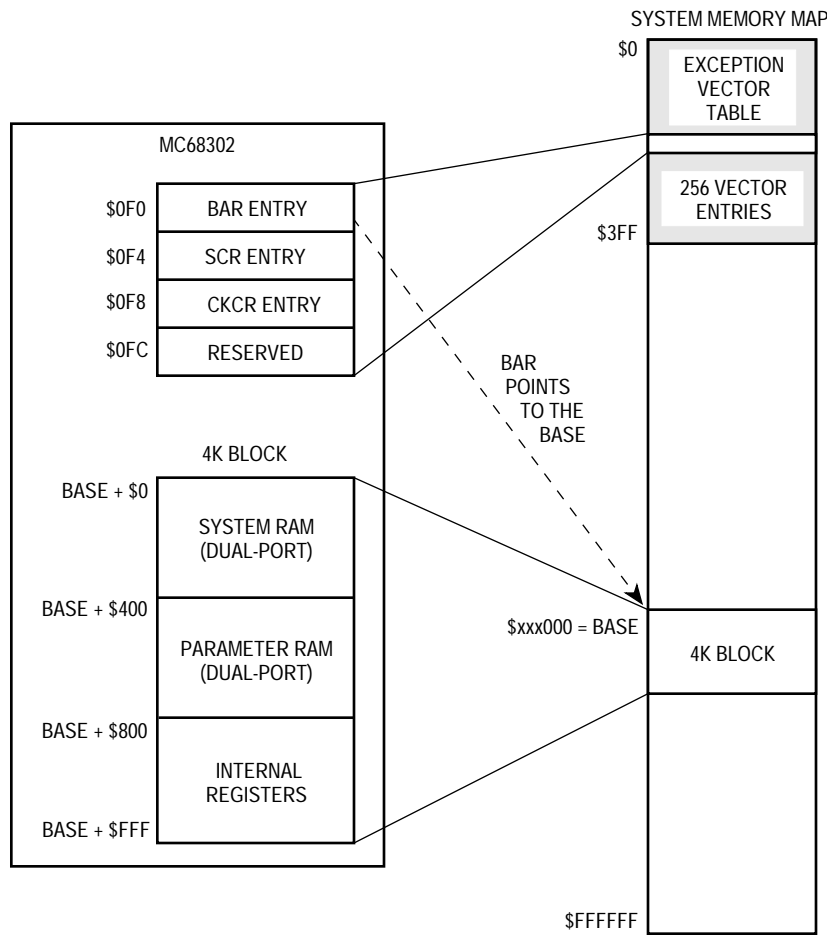 SYSTEM MEMORY MAP
$0
EXCEPTION
VECTOR
TABLE
256 VECTOR
ENTRIES
$3FF
MC68302
$0F0
BAR ENTRY
$0F4
SCR ENTRY
$0F8
CKCR ENTRY
$0FC
RESERVED
BAR
POINTS
TO THE
BASE
4K BLOCK
BASE + $0
SYSTEM RAM
(DUAL-PORT)
BASE + $400
PARAMETER RAM
(DUAL-PORT)
BASE + $800
INTERNAL
REGISTERS
BASE + $FFF
$xxx000 = BASE
4K BLOCK
$FFFFFF